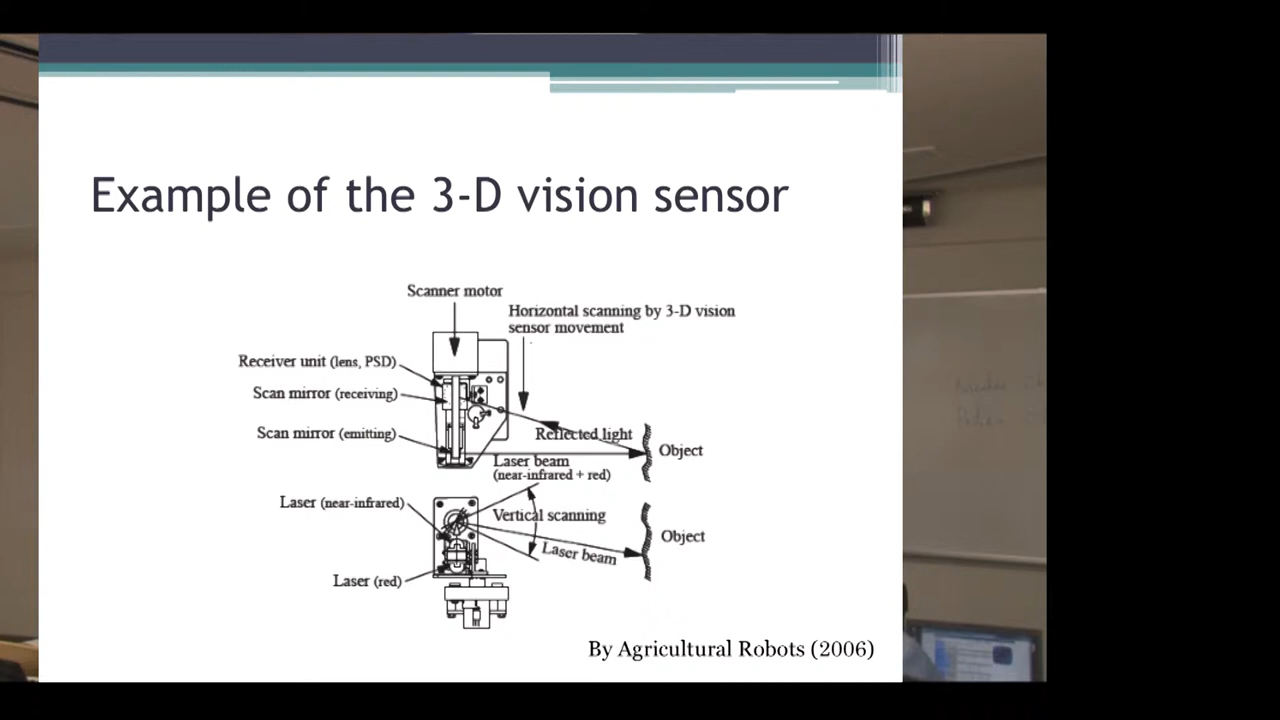 Example of the 3-D vision sensor
Scanner motor
Horizontal scanning by 3-D vision
sensor movement
Receiver unit (lens, PSD)
Scan mirror (receiving)
Scan mirror (emitting)
Reflected light
Object
Laser beam
(near-infrared + red)
Laser (near-infrared)
Vertical scanning
Object
Laser beam
Laser (red)
By Agricultural Robots (2006)